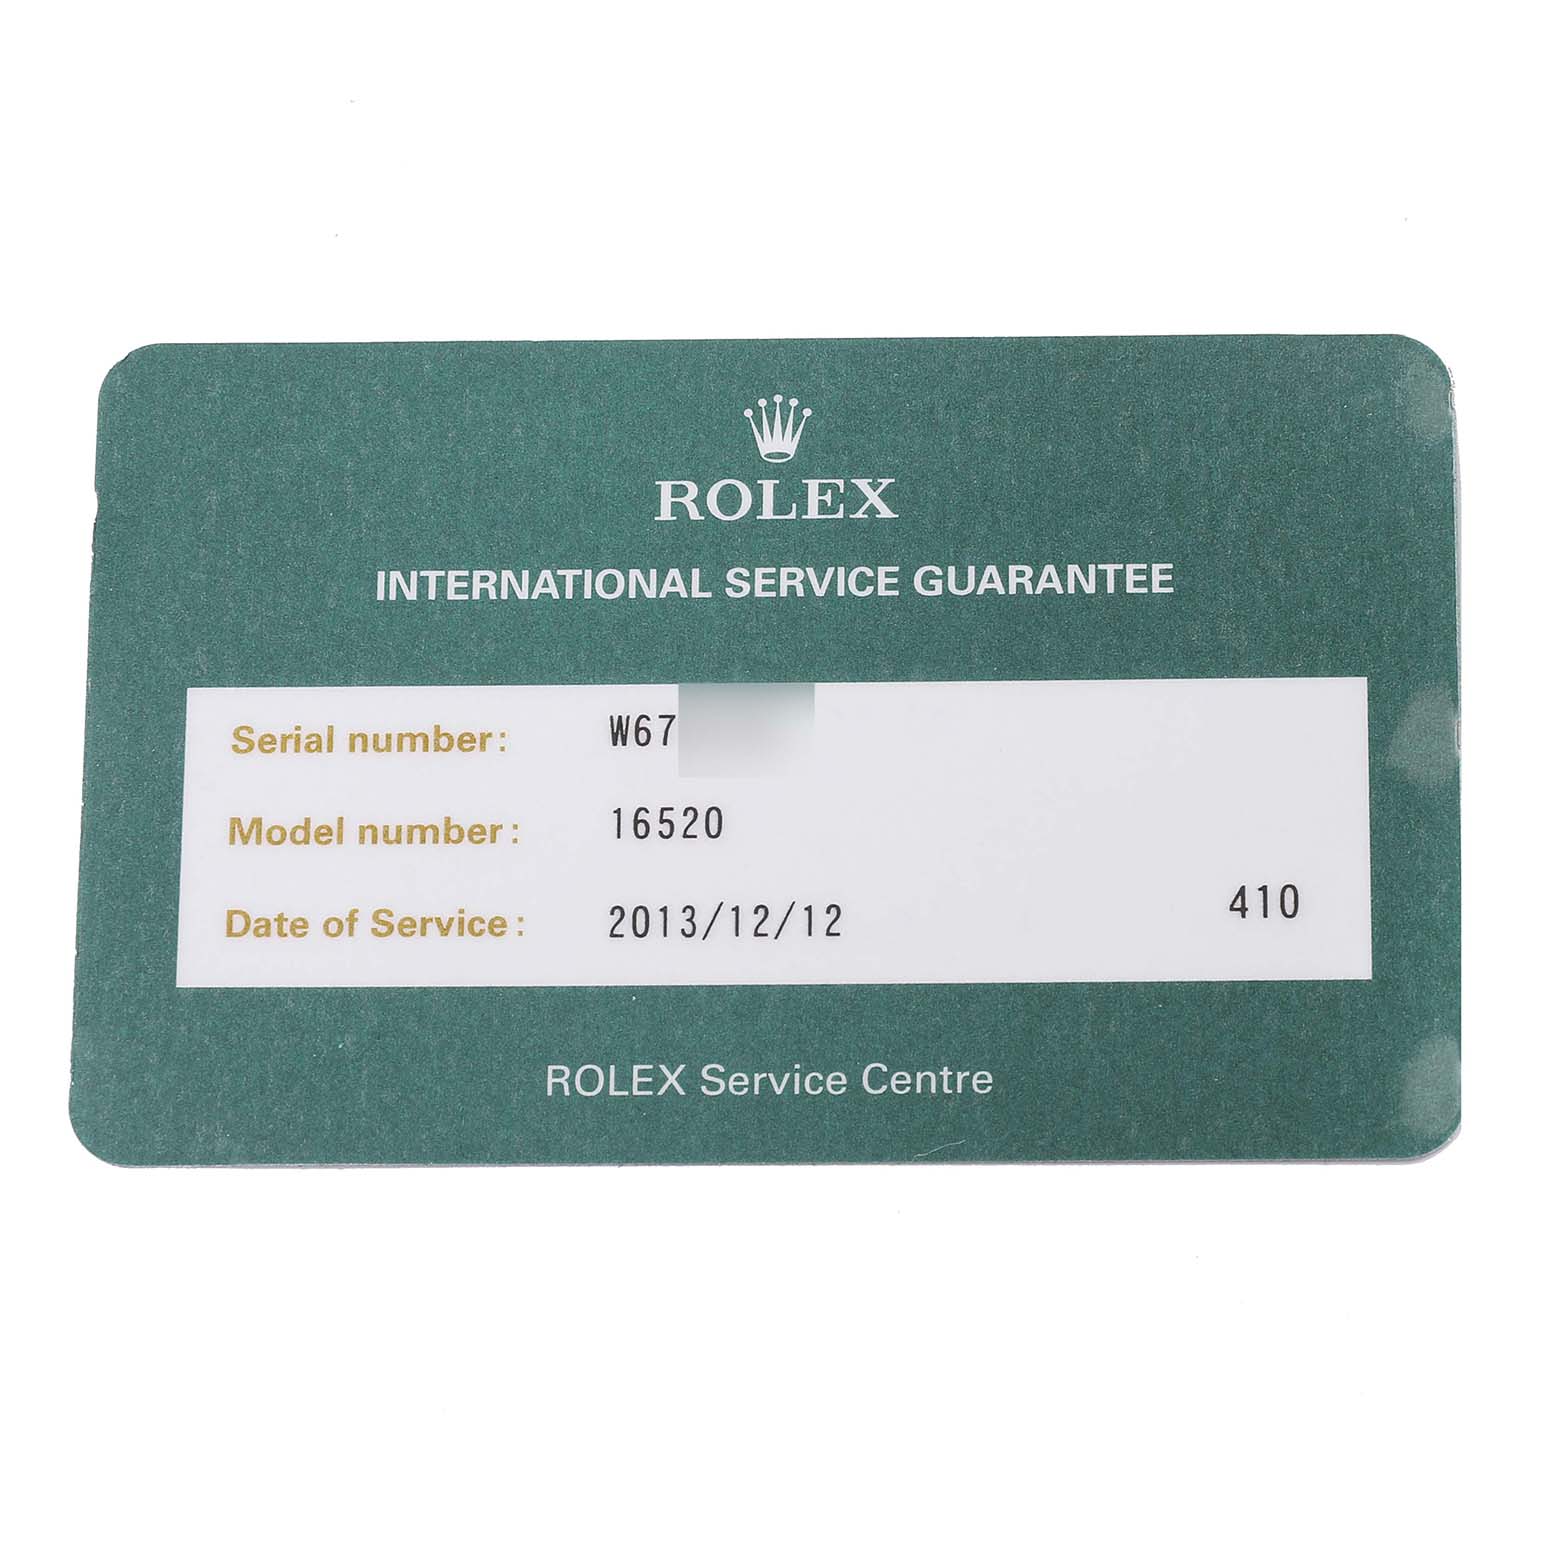 ROLEX
INTERNATIONAL SERVICE GUARANTEE
Serial number: W67
Model number: 16520
Date of Service: 2013/12/12 410
ROLEX Service Centre